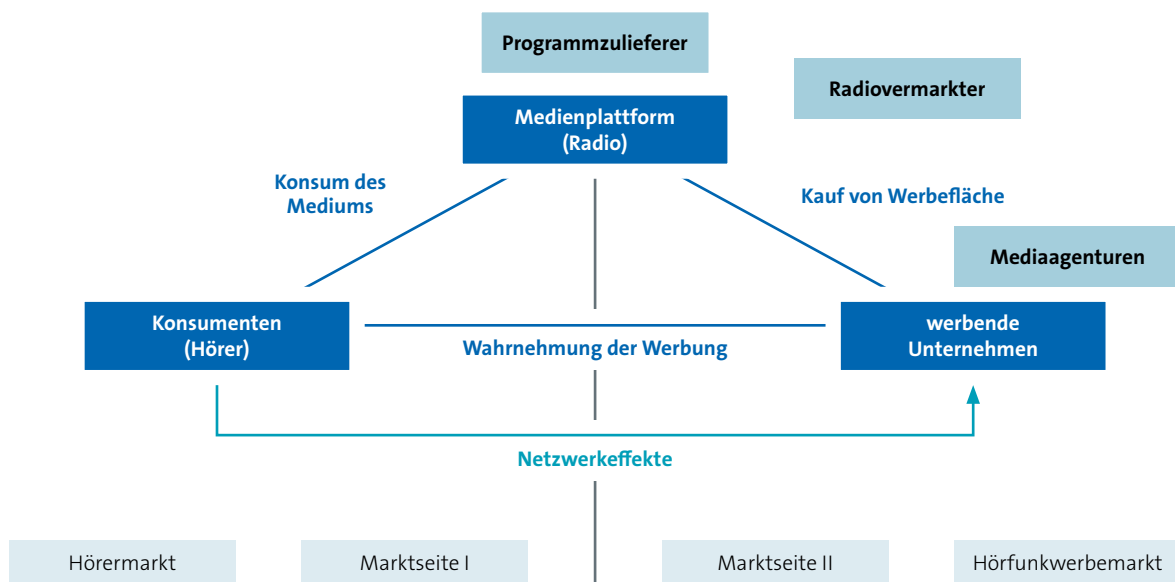 Programmzulieferer
Radiovermarkter
Medienplattform
(Radio)
Konsum des
Mediums
Kauf von Werbefläche
Mediaagenturen
Konsumenten
(Hörer)
werbende
Unternehmen
Wahrnehmung der Werbung
Netzwerkeffekte
Hörermarkt
Marktseite I
Marktseite II
Hörfunkwerbemarkt